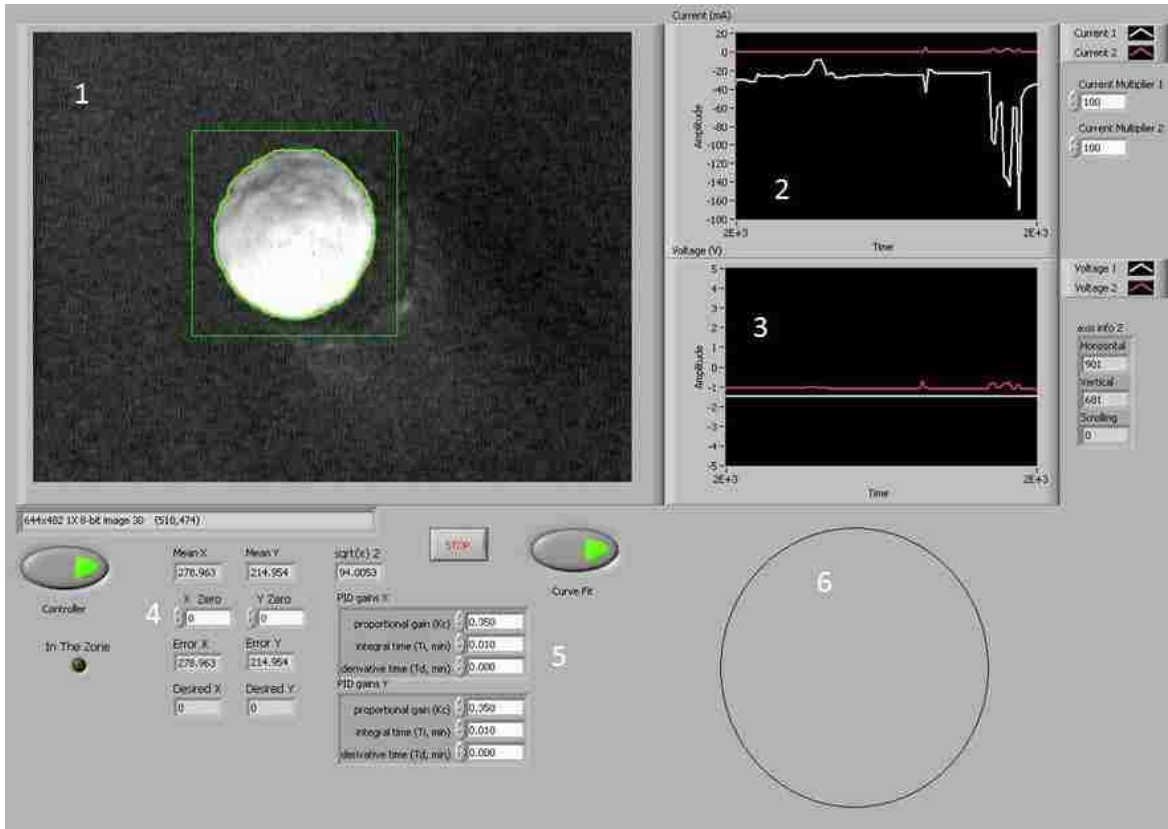 1
644x482 1X 8-bit image 30 (510,474)
Current (mA)
20
0
-20
-40
-60
-80
-100
-120
-140
-160
-180
Amplitude
2E+3
2E+3
Time
2
Current 1
Current 2
Current Multiplier 1
100
Current Multiplier 2
100
Voltage (V)
5
4
3
2
1
0
-1
-2
-3
-4
-5
Amplitude
2E+3
2E+3
Time
3
Voltage 1
Voltage 2
axis info 2
Horizontal
901
Vertical
681
Scrolling
0
Controller
In The Zone
4
Mean X
278.963
Mean Y
214.954
X Zero
0
Y Zero
0
Error X
278.963
Error Y
214.954
Desired X
0
Desired Y
0
sqrt(x) 2
94.0053
STOP
Curve Fit
PID gains X
proportional gain (Kc) 0.350
integral time (Ti, min) 0.010
derivative time (Td, min) 0.000
PID gains Y
proportional gain (Kc) 0.350
integral time (Ti, min) 0.010
derivative time (Td, min) 0.000
5
6